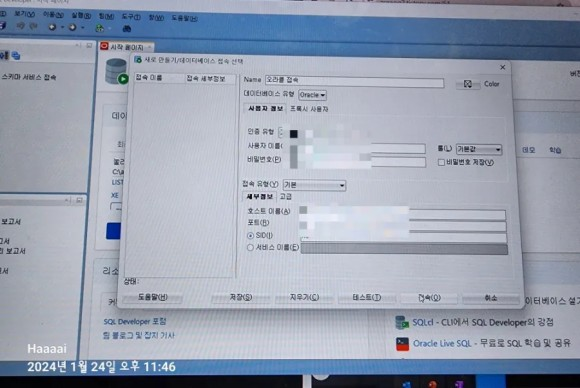 보기(V) 이동(N) 실행(R) 팀(M) 도구(T) 창(W) 도움말(H)
시작 페이지
스키마 서비스 접속
새로 만들기/데이터베이스 접속 선택
접속 이름 접속 세부정보
Name 오라클 접속
Color
데이터베이스 유형 Oracle
사용자 정보 프록시 사용자
인증 유형
사용자 이름
롤(L) 기본값
비밀번호(P)
비밀번호 저장(V)
접속 유형(Y) 기본
세부정보 고급
호스트 이름(A)
포트(R)
SID(I)
서비스 이름(E)
상태:
도움말(H) 저장(S) 지우기(C) 테스트(T) 접속(O) 취소
데모 학습
XE
보고서
보고서
리소
SQL Developer 포럼
팀 블로그 및 잡지 기사
SQLcl - CLI에서 SQL Developer의 강점
Oracle Live SQL - 무료로 SQL 학습 및 공유
Haaaai
2024년 1월 24일 오후 11:46